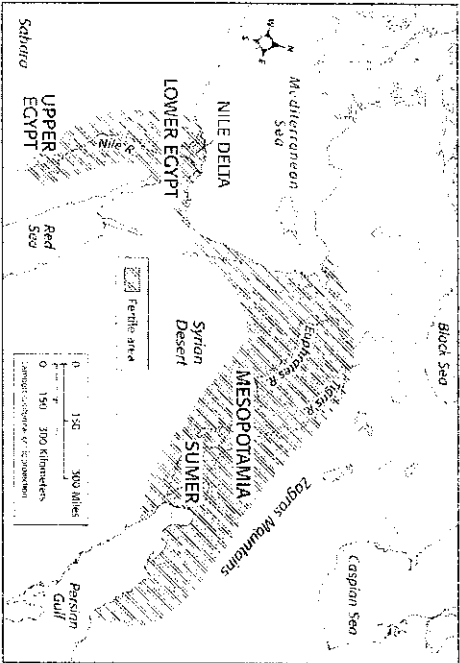 Black Sea
Caspian Sea
Mediterranean
Sea
W
N
S
E
Tigris R.
Euphrates R.
Zagros Mountains
MESOPOTAMIA
SUMER
Syrian
Desert
NILE DELTA
LOWER EGYPT
Nile R.
UPPER
EGYPT
Sahara
Red
Sea
Persian
Gulf
Fertile area
0 150 300 Miles
0 150 300 Kilometers